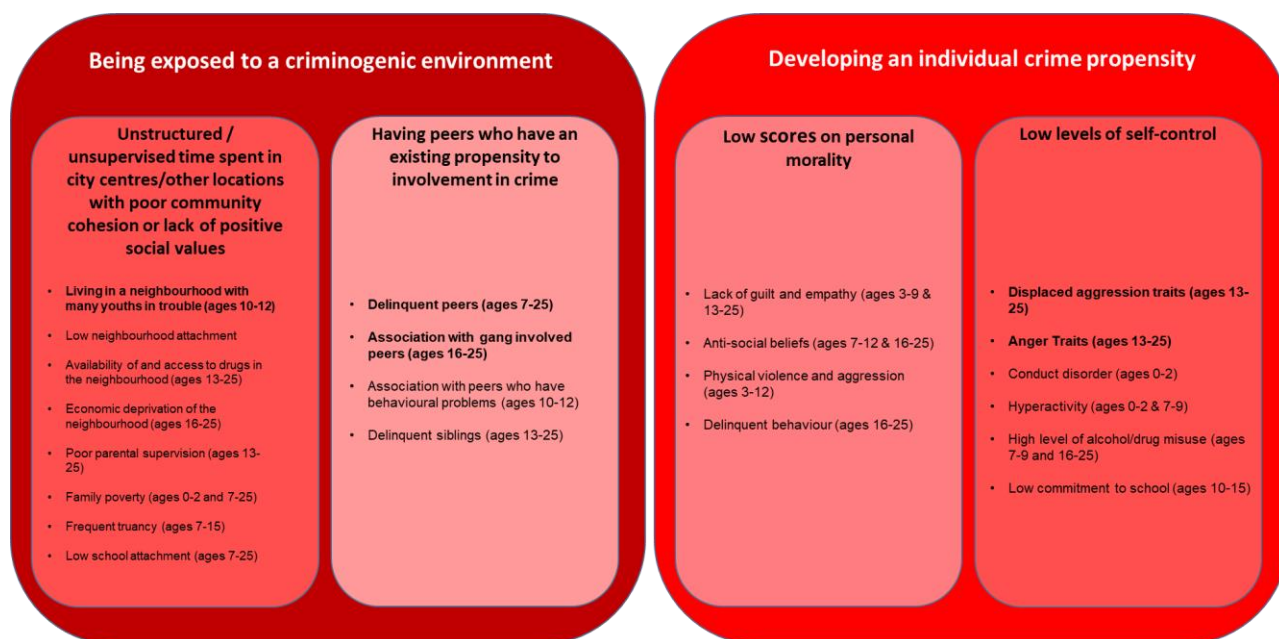 Being exposed to a criminogenic environment
Unstructured /
unsupervised time spent in
city centres/other locations
with poor community
cohesion or lack of positive
social values
• Living in a neighbourhood with
many youths in trouble (ages 10-12)
• Low neighbourhood attachment
• Availability of and access to drugs in
the neighbourhood (ages 13-25)
• Economic deprivation of the
neighbourhood (ages 16-25)
• Poor parental supervision (ages 13-
25)
• Family poverty (ages 0-2 and 7-25)
• Frequent truancy (ages 7-15)
• Low school attachment (ages 7-25)
Having peers who have an
existing propensity to
involvement in crime
• Delinquent peers (ages 7-25)
• Association with gang involved
peers (ages 16-25)
• Association with peers who have
behavioural problems (ages 10-12)
• Delinquent siblings (ages 13-25)
Developing an individual crime propensity
Low scores on personal
morality
• Lack of guilt and empathy (ages 3-9 &
13-25)
• Anti-social beliefs (ages 7-12 & 16-25)
• Physical violence and aggression
(ages 3-12)
• Delinquent behaviour (ages 16-25)
Low levels of self-control
• Displaced aggression traits (ages 13-
25)
• Anger Traits (ages 13-25)
• Conduct disorder (ages 0-2)
• Hyperactivity (ages 0-2 & 7-9)
• High level of alcohol/drug misuse (ages
7-9 and 16-25)
• Low commitment to school (ages 10-15)